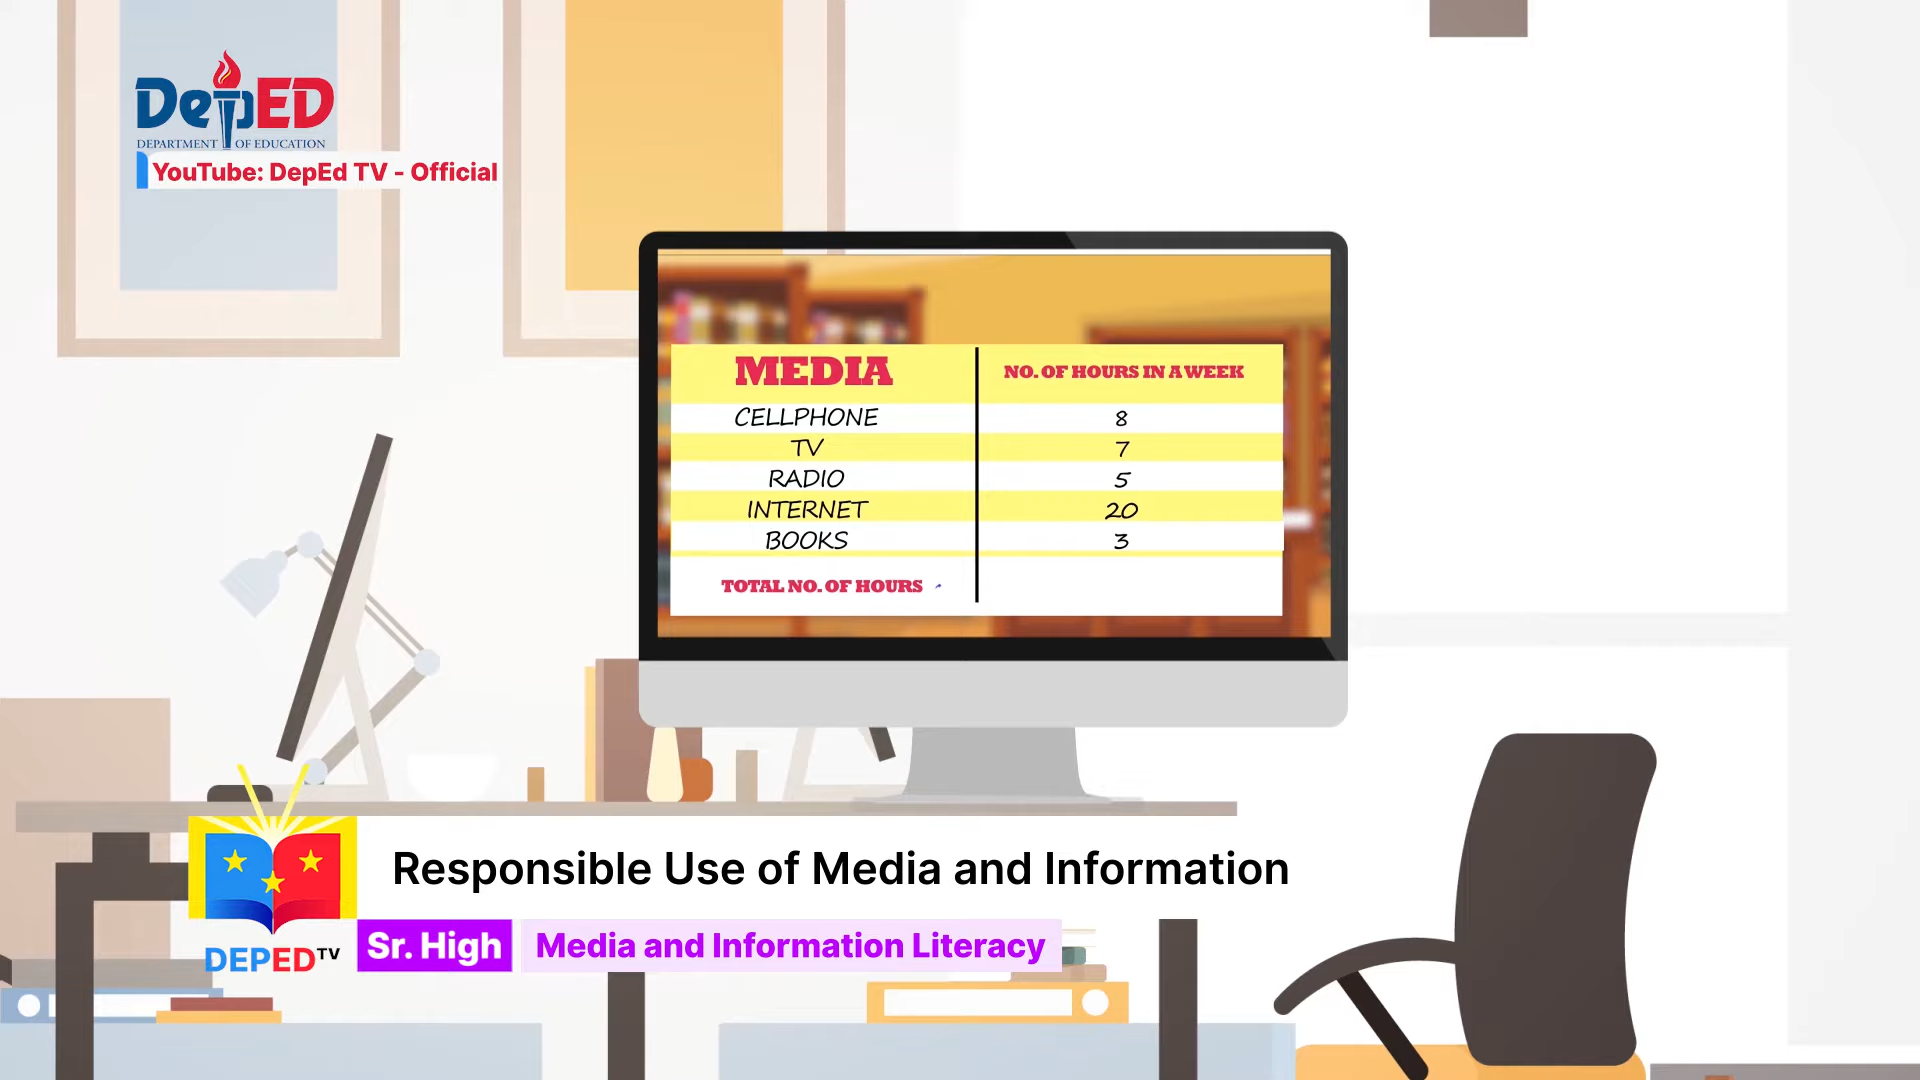 DepED
DEPARTMENT OF EDUCATION
YouTube: DepEd TV - Official
MEDIA NO. OF HOURS IN A WEEK
CELLPHONE 8
TV 7
RADIO 5
INTERNET 20
BOOKS 3
TOTAL NO. OF HOURS
Responsible Use of Media and Information
DEPED TV
Sr. High Media and Information Literacy